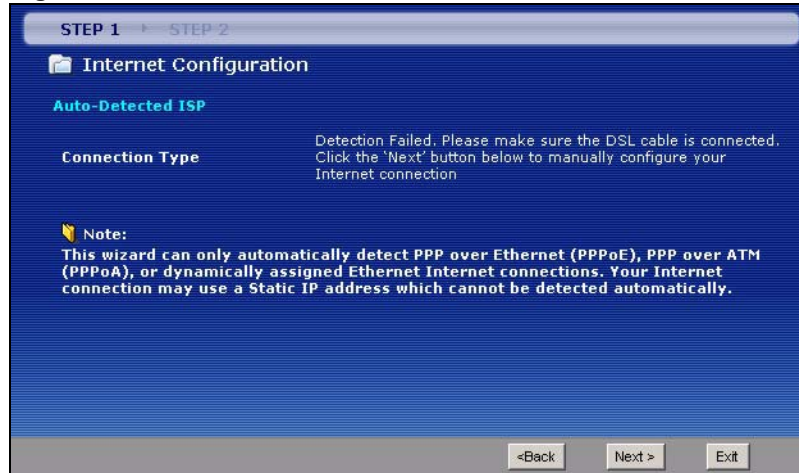 STEP 1 STEP 2
Internet Configuration
Auto-Detected ISP
Connection Type
Detection Failed. Please make sure the DSL cable is connected.
Click the 'Next' button below to manually configure your
Internet connection
Note:
This wizard can only automatically detect PPP over Ethernet (PPPoE), PPP over ATM
(PPPoA), or dynamically assigned Ethernet Internet connections. Your Internet
connection may use a Static IP address which cannot be detected automatically.
<Back Next > Exit